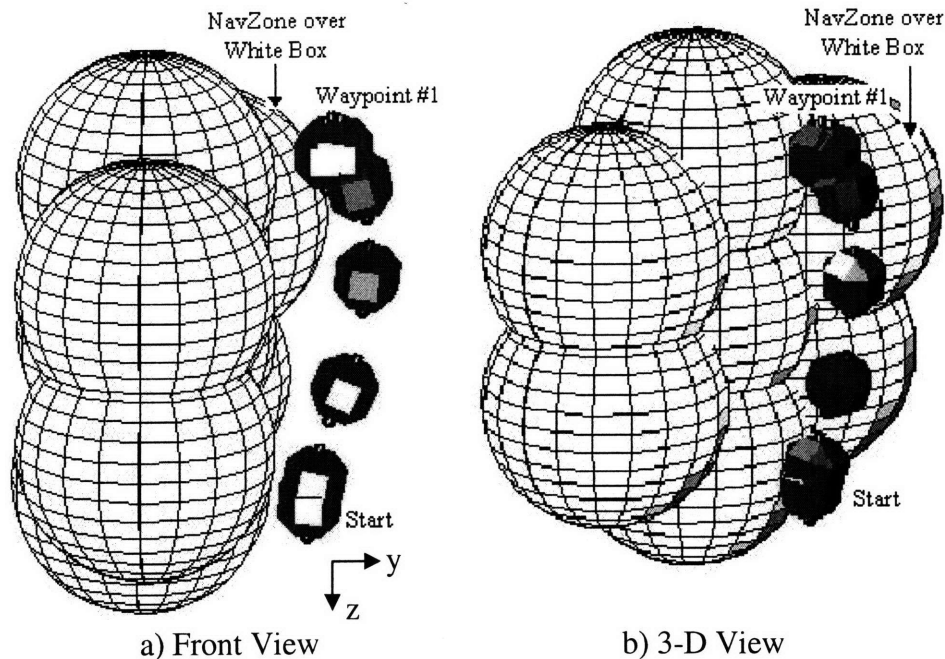 NavZone over
White Box
Waypoint #1
Start
y
z
a) Front View
NavZone over
White Box
Waypoint #1
Start
b) 3-D View